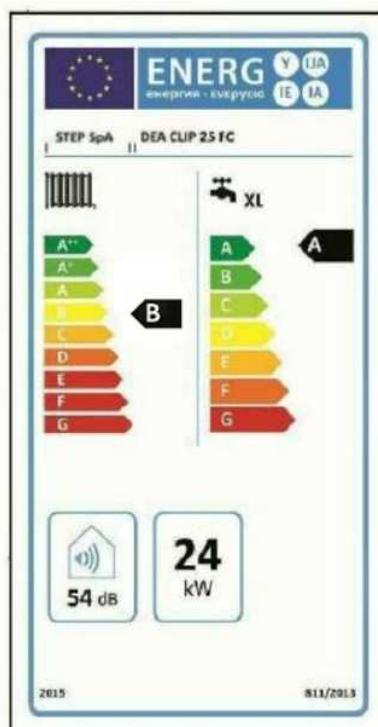 ENERG Y IJA
енергия · ενεργεια IE IA
STEP SpA DEA CLIP 25 FC
XL
A++
A+
A
B
C
D
E
F
G
B
A
B
C
D
E
F
G
A
54 dB
24
kW
2015
811/2013